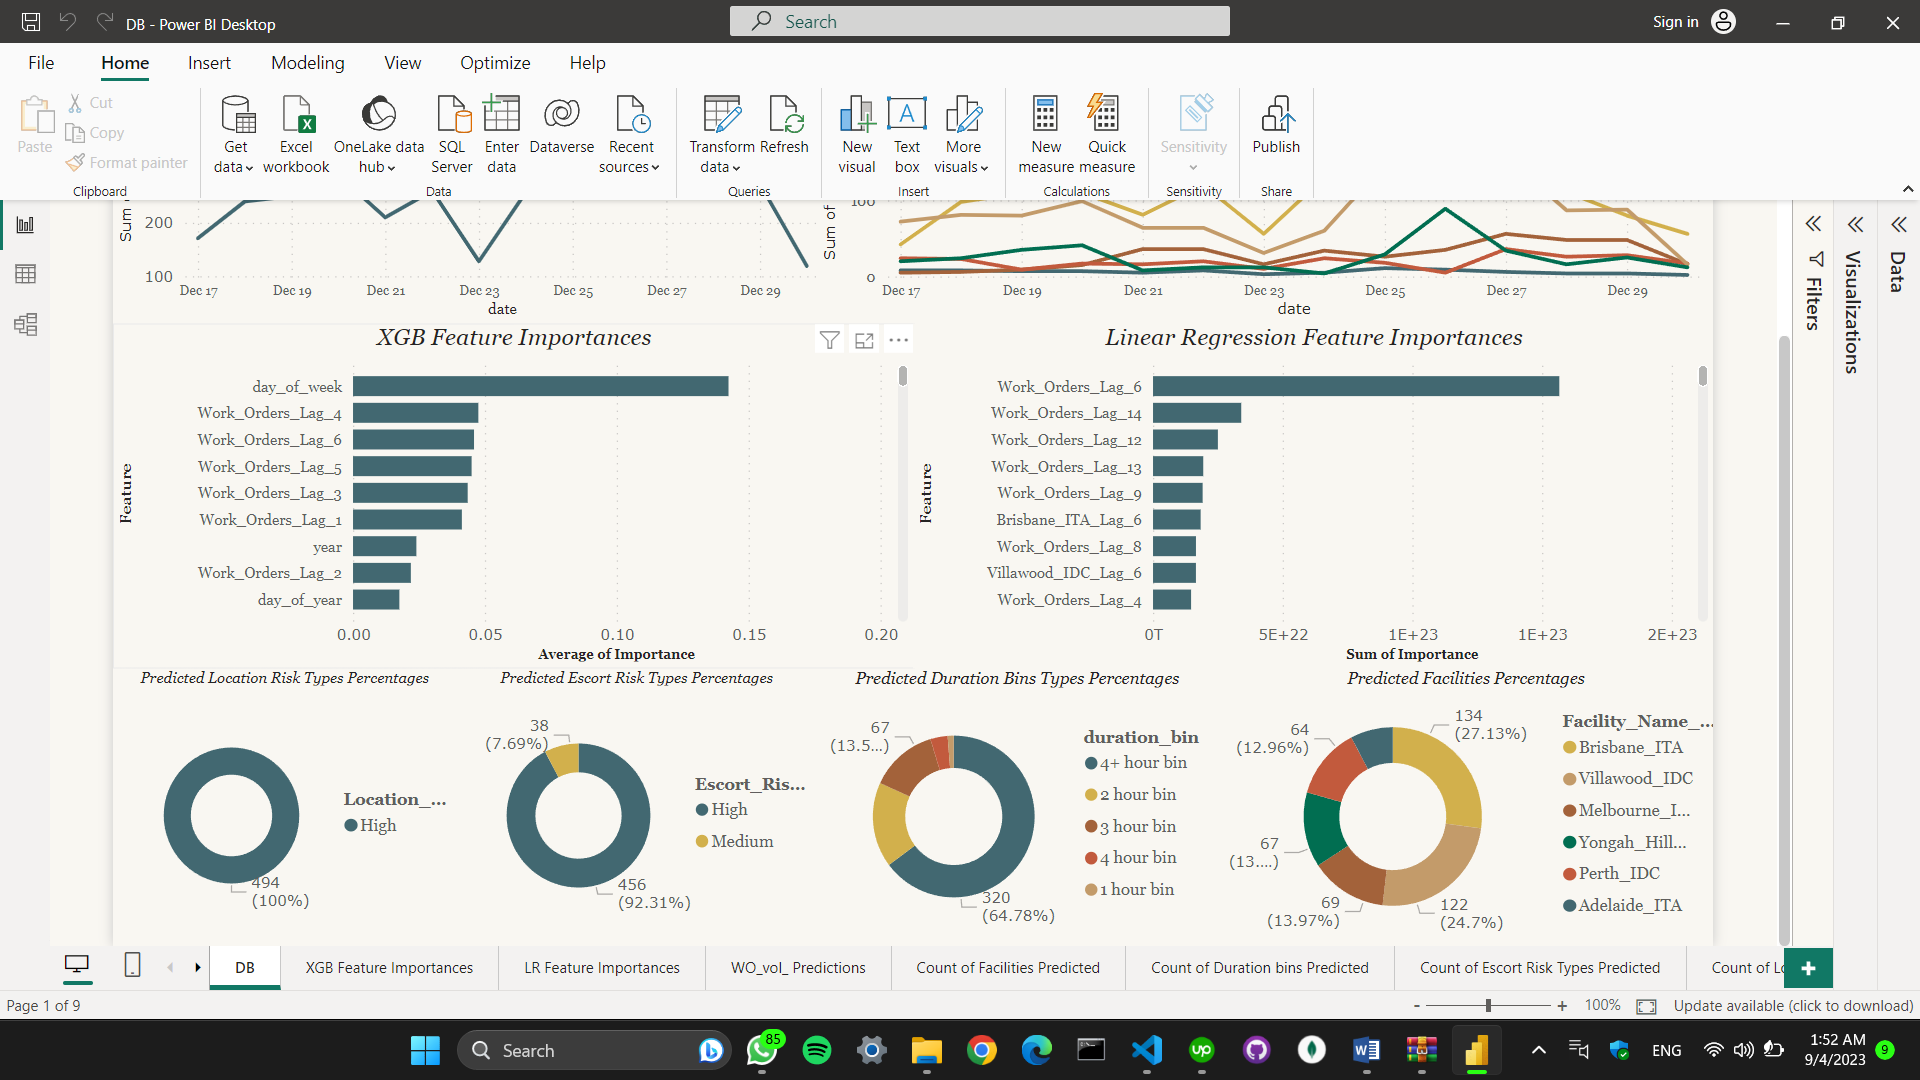 DB - Power BI Desktop
Search
Sign in
File Home Insert Modeling View Optimize Help
Paste
Cut
Copy
Format painter
Clipboard
Get data
Excel workbook
OneLake data hub
SQL Server
Enter data
Dataverse
Recent sources
Data
Transform data
Refresh
Queries
New visual
Text box
More visuals
Insert
New measure
Quick measure
Calculations
Sensitivity
Sensitivity
Publish
Share
Sum
200
100
Dec 17 Dec 19 Dec 21 Dec 23 Dec 25 Dec 27 Dec 29
date
Sum of
100
0
Dec 17 Dec 19 Dec 21 Dec 23 Dec 25 Dec 27 Dec 29
date
XGB Feature Importances
Feature
day_of_week
Work_Orders_Lag_4
Work_Orders_Lag_6
Work_Orders_Lag_5
Work_Orders_Lag_3
Work_Orders_Lag_1
year
Work_Orders_Lag_2
day_of_year
0.00 0.05 0.10 0.15 0.20
Average of Importance
Linear Regression Feature Importances
Feature
Work_Orders_Lag_6
Work_Orders_Lag_14
Work_Orders_Lag_12
Work_Orders_Lag_13
Work_Orders_Lag_9
Brisbane_ITA_Lag_6
Work_Orders_Lag_8
Villawood_IDC_Lag_6
Work_Orders_Lag_4
0T 5E+22 1E+23 1E+23 2E+23
Sum of Importance
Predicted Location Risk Types Percentages
494
(100%)
Location_...
High
Predicted Escort Risk Types Percentages
38
(7.69%)
456
(92.31%)
Escort_Ris...
High
Medium
Predicted Duration Bins Types Percentages
67
(13.5...)
320
(64.78%)
duration_bin
4+ hour bin
2 hour bin
3 hour bin
4 hour bin
1 hour bin
Predicted Facilities Percentages
64
(12.96%)
134
(27.13%)
67
(13....)
69
(13.97%)
122
(24.7%)
Facility_Name_...
Brisbane_ITA
Villawood_IDC
Melbourne_I...
Yongah_Hill...
Perth_IDC
Adelaide_ITA
Filters
Visualizations
Data
DB XGB Feature Importances LR Feature Importances WO_vol_ Predictions Count of Facilities Predicted Count of Duration bins Predicted Count of Escort Risk Types Predicted Count of Lo
Page 1 of 9
- + 100%
Update available (click to download)
Search
85
A
up
W
X
ENG
1:52 AM
9/4/2023
9